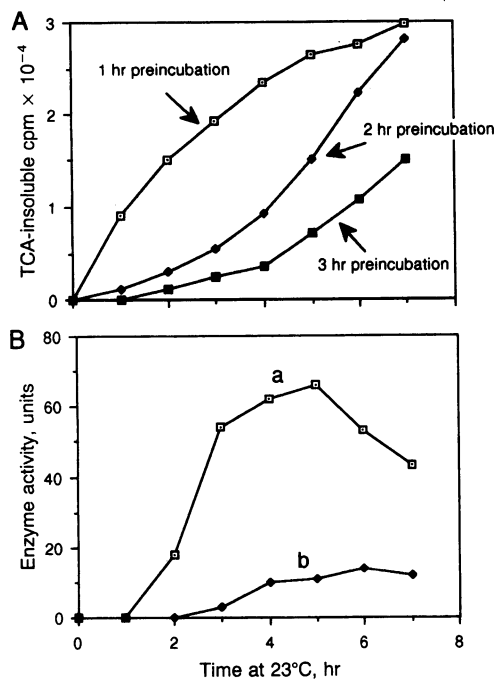 A
TCA-insoluble cpm × 10⁻⁴
3
2
1
0
1 hr preincubation
2 hr preincubation
3 hr preincubation
B
Enzyme activity, units
80
60
40
20
0
a
b
0 2 4 6 8
Time at 23°C, hr